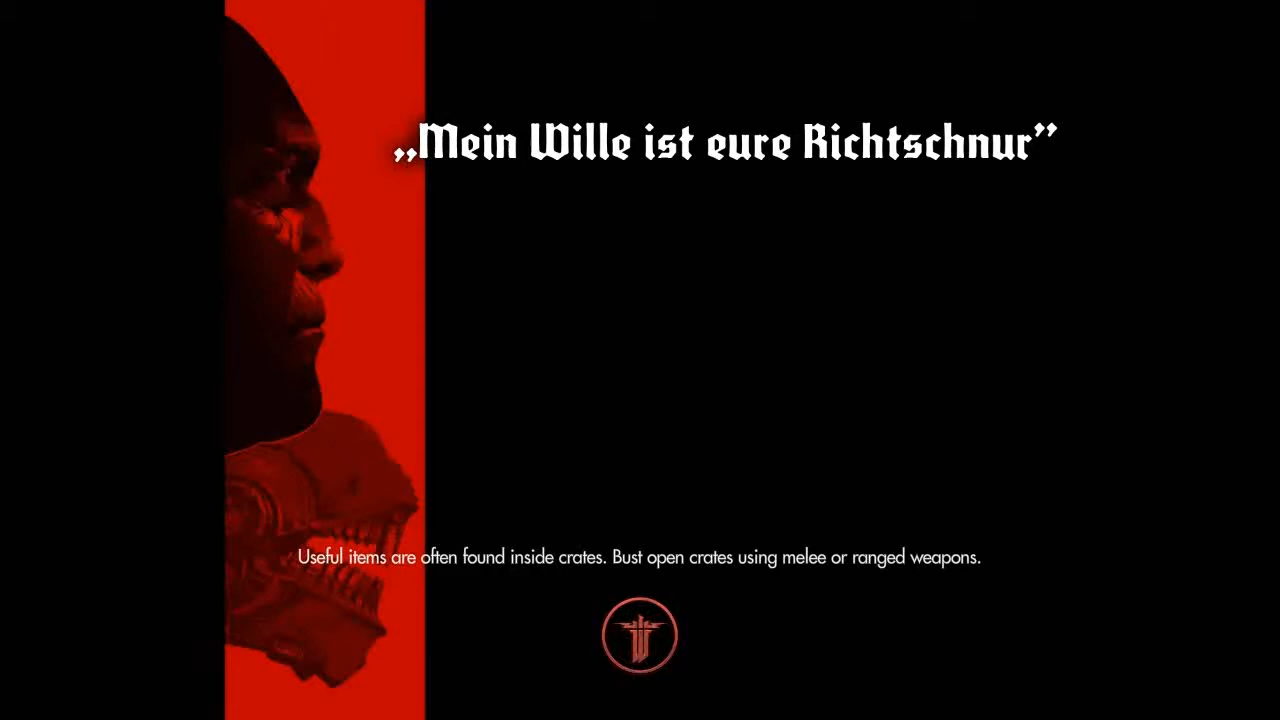 „Mein Wille ist eure Richtschnur”
Useful items are often found inside crates. Bust open crates using melee or ranged weapons.